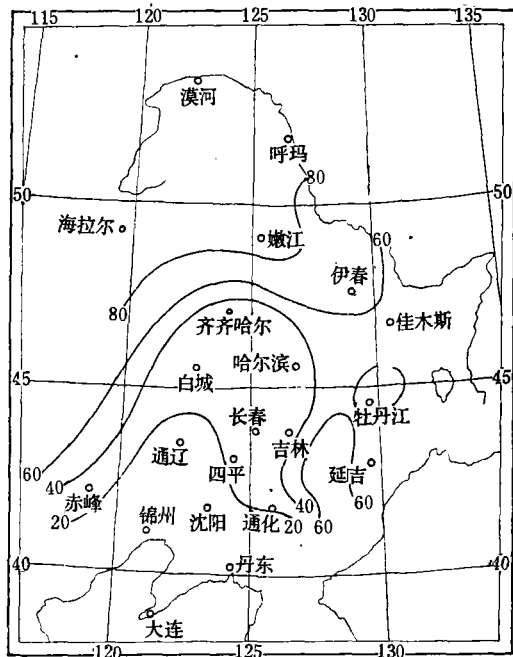 115 120 125 130 135
漠河
呼玛
50 80 50
海拉尔 嫩江 60
伊春
80
齐齐哈尔 佳木斯
白城 哈尔滨
45 45
长春 牡丹江
通辽 四平 吉林 延吉
60
40
赤峰 40 60
20 锦州 沈阳 通化 20 60
40 丹东 40
大连
120 125 130